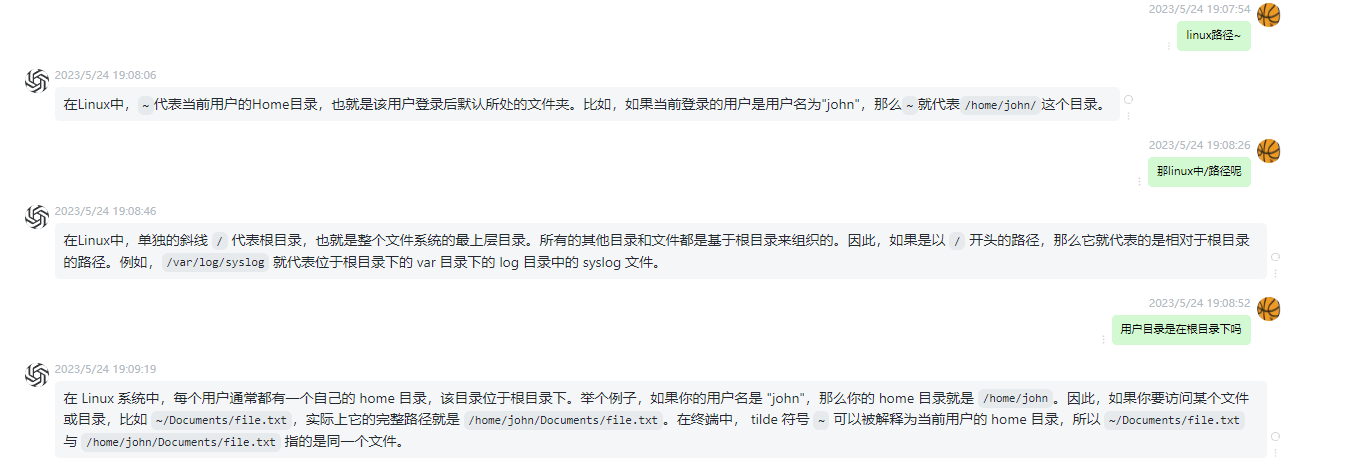 2023/5/24 19:07:54
linux路径~
2023/5/24 19:08:06
在Linux中，~代表当前用户的Home目录，也就是该用户登录后默认所处的文件夹。比如，如果当前登录的用户是用户名为"john"，那么~就代表/home/john/这个目录。
2023/5/24 19:08:26
那linux中/路径呢
2023/5/24 19:08:46
在Linux中，单独的斜线 / 代表根目录，也就是整个文件系统的最上层目录。所有的其他目录和文件都是基于根目录来组织的。因此，如果是以 / 开头的路径，那么它就代表的是相对于根目录
的路径。例如，/var/log/syslog 就代表位于根目录下的 var 目录下的 log 目录中的 syslog 文件。
2023/5/24 19:08:52
用户目录是在根目录下吗
2023/5/24 19:09:19
在 Linux 系统中，每个用户通常都有一个自己的 home 目录，该目录位于根目录下。举个例子，如果你的用户名是 "john"，那么你的 home 目录就是 /home/john。因此，如果你要访问某个文件
或目录，比如 ~/Documents/file.txt，实际上它的完整路径就是 /home/john/Documents/file.txt。在终端中， tilde 符号 ~ 可以被解释为当前用户的 home 目录，所以 ~/Documents/file.txt
与 /home/john/Documents/file.txt 指的是同一个文件。